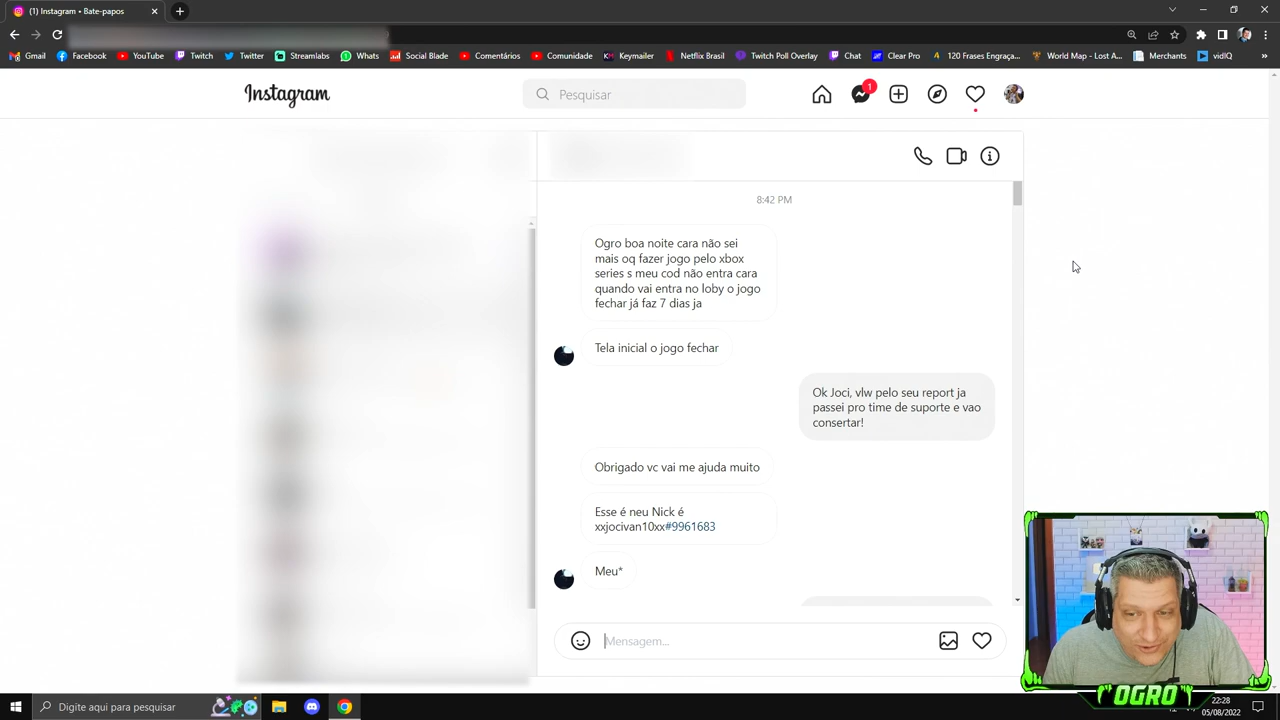 (1) Instagram • Bate-papos
Gmail
Facebook
YouTube
Twitch
Twitter
Streamlabs
Whats
Social Blade
Comentários
Comunidade
Keymailer
Netflix Brasil
Twitch Poll Overlay
Chat
Clear Pro
120 Frases Engraça...
World Map - Lost A...
Merchants
vidIQ
Instagram
Pesquisar
1
8:42 PM
Ogro boa noite cara não sei
mais oq fazer jogo pelo xbox
series s meu cod não entra cara
quando vai entra no loby o jogo
fechar já faz 7 dias ja
Tela inicial o jogo fechar
Ok Joci, vlw pelo seu report ja
passei pro time de suporte e vao
consertar!
Obrigado vc vai me ajuda muito
Esse é neu Nick é
xxjocivan10xx#9961683
Meu*
Mensagem...
OGRO
Digite aqui para pesquisar
22:28
05/08/2022